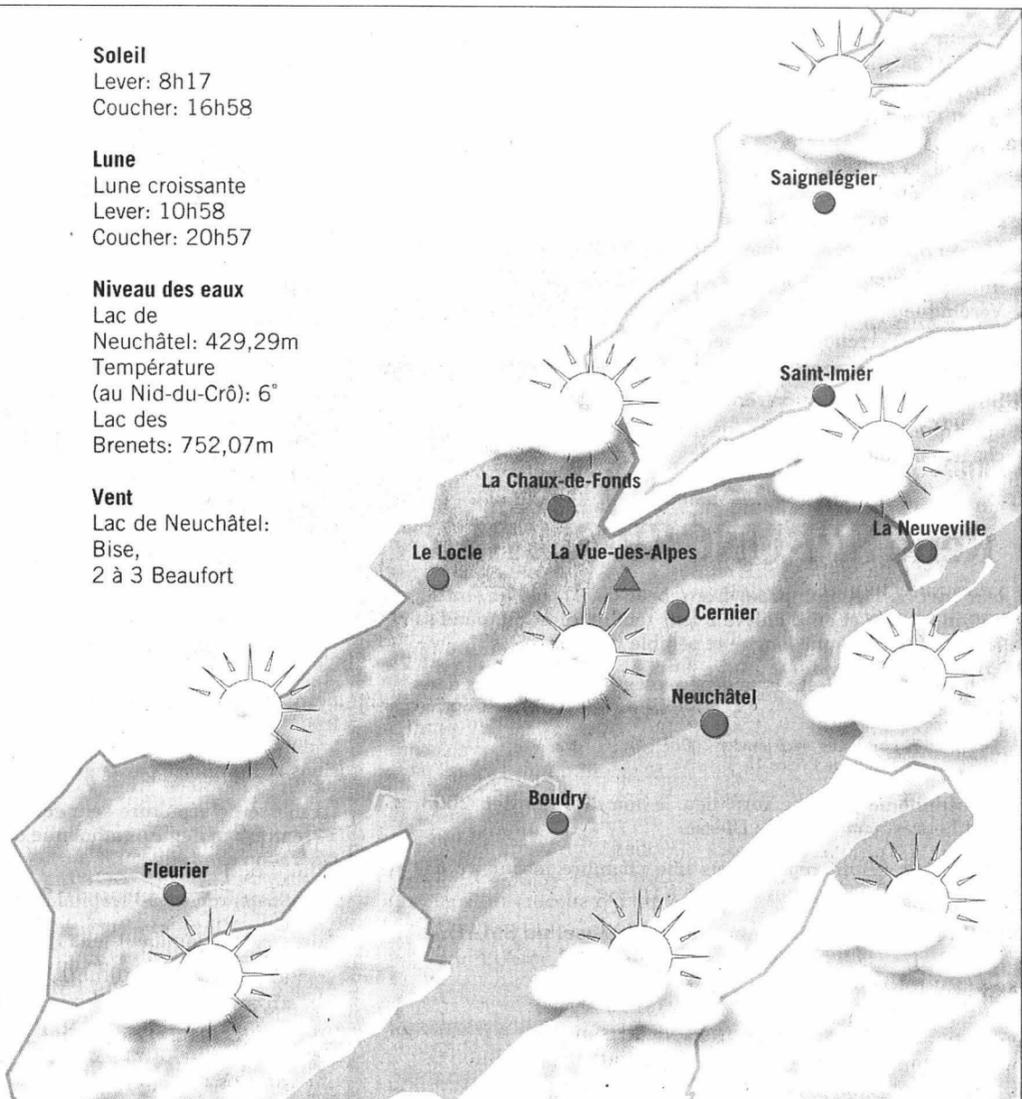 Soleil
Lever: 8h17
Coucher: 16h58
Lune
Lune croissante
Lever: 10h58
Coucher: 20h57
Niveau des eaux
Lac de
Neuchâtel: 429,29m
Température
(au Nid-du-Crô): 6°
Lac des
Brenets: 752,07m
Vent
Lac de Neuchâtel:
Bise,
2 à 3 Beaufort
Saignelégier
Saint-Imier
La Chaux-de-Fonds
La Neuveville
Le Locle
La Vue-des-Alpes
Cernier
Neuchâtel
Boudry
Fleurier